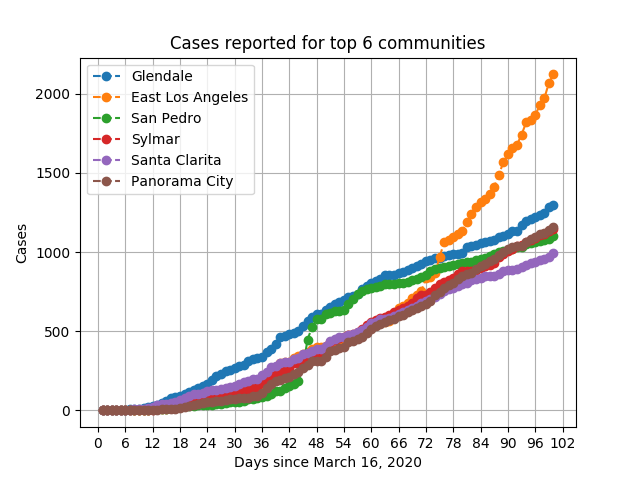 Cases reported for top 6 communities
Glendale
East Los Angeles
San Pedro
Sylmar
Santa Clarita
Panorama City
2000
1500
1000
500
0
Cases
0 6 12 18 24 30 36 42 48 54 60 66 72 78 84 90 96 102
Days since March 16, 2020